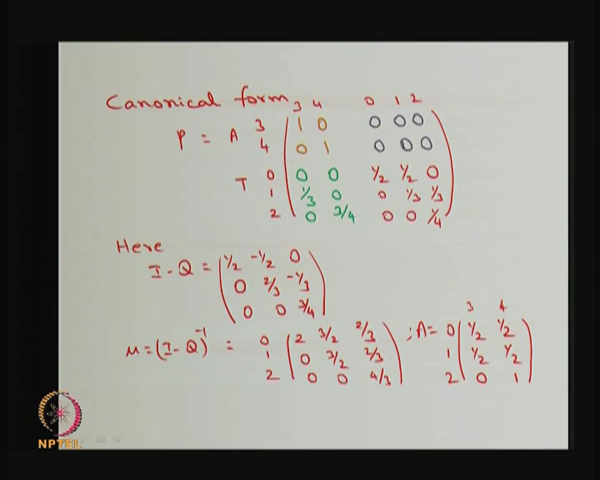 Canonical form
3 4 0 1 2
P = A 3 ( 1 0 0 0 0
4 0 1 0 0 0
T 0 0 0 1/2 1/2 0
1 1/3 0 0 1/3 1/3
2 0 3/4 0 0 1/4 )
Here
I - Q = ( 1/2 -1/2 0
0 2/3 -1/3
0 0 3/4 )
3 4
M = (I-Q)^-1 = 0 ( 2 3/2 2/3 ; A = 0 ( 1/2 1/2
1 0 3/2 2/3 1 1/2 1/2
2 0 0 4/3 ) 2 0 1 )
NPTEL